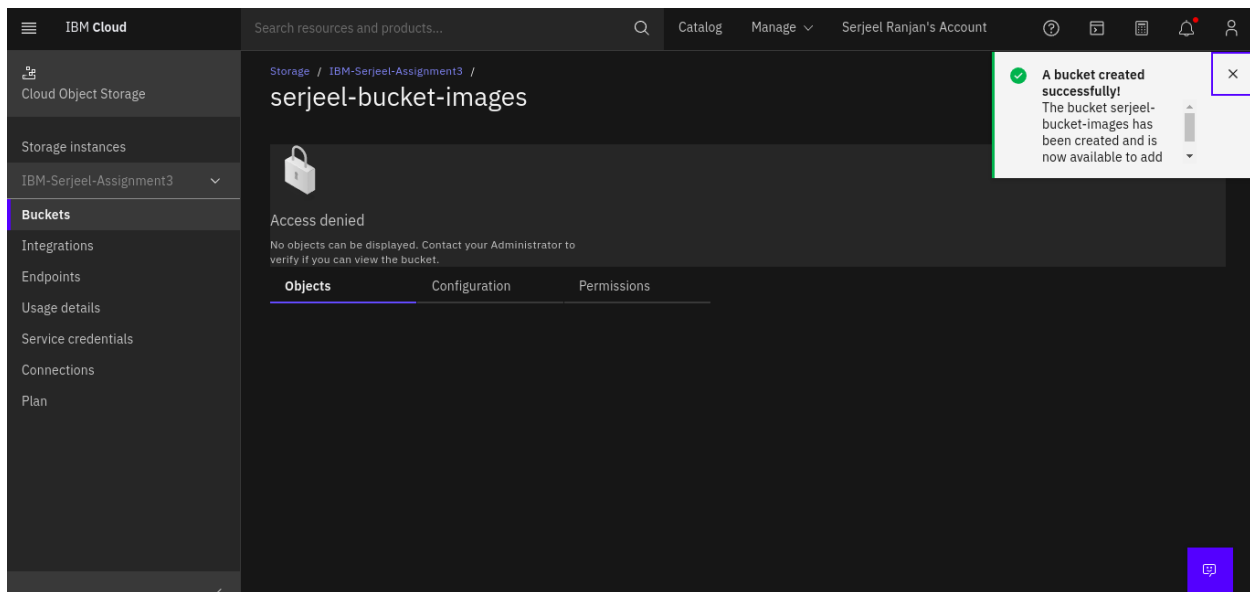 IBM Cloud
Search resources and products...
Catalog
Manage
Serjeel Ranjan's Account
Cloud Object Storage
Storage instances
IBM-Serjeel-Assignment3
Buckets
Integrations
Endpoints
Usage details
Service credentials
Connections
Plan
Storage / IBM-Serjeel-Assignment3 /
serjeel-bucket-images
Access denied
No objects can be displayed. Contact your Administrator to
verify if you can view the bucket.
Objects
Configuration
Permissions
A bucket created
successfully!
The bucket serjeel-
bucket-images has
been created and is
now available to add